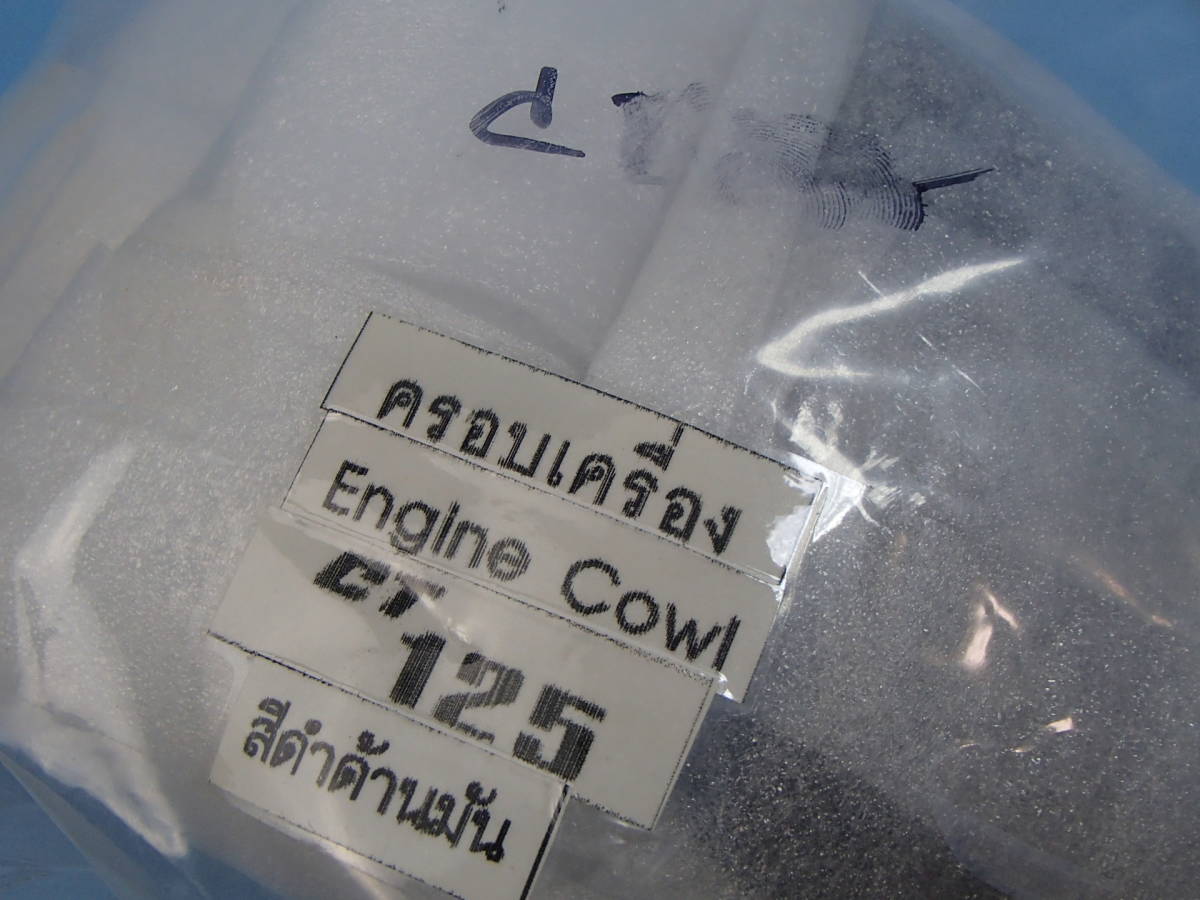 ครอบเครื่อง
Engine Cowl
CT
125
สีดำด้านมัน